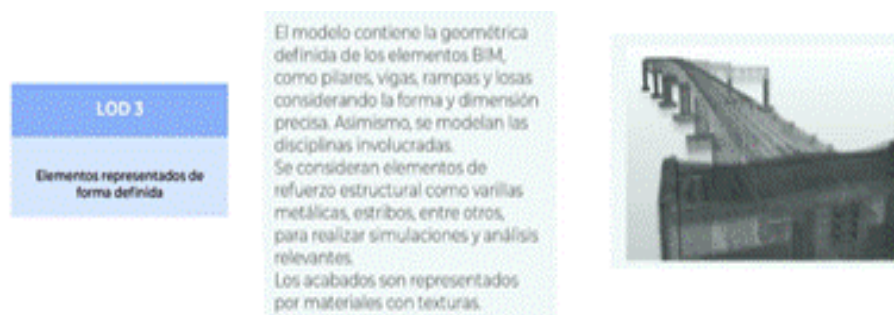 LOD 3
Elementos representados de
forma definida
El modelo contiene la geométrica
definida de los elementos BIM,
como pilares, vigas, rampas y losas
considerando la forma y dimensión
precisa. Asimismo, se modelan las
disciplinas involucradas.
Se consideran elementos de
refuerzo estructural como varillas
metálicas, estribos, entre otros,
para realizar simulaciones y análisis
relevantes.
Los acabados son representados
por materiales con texturas.